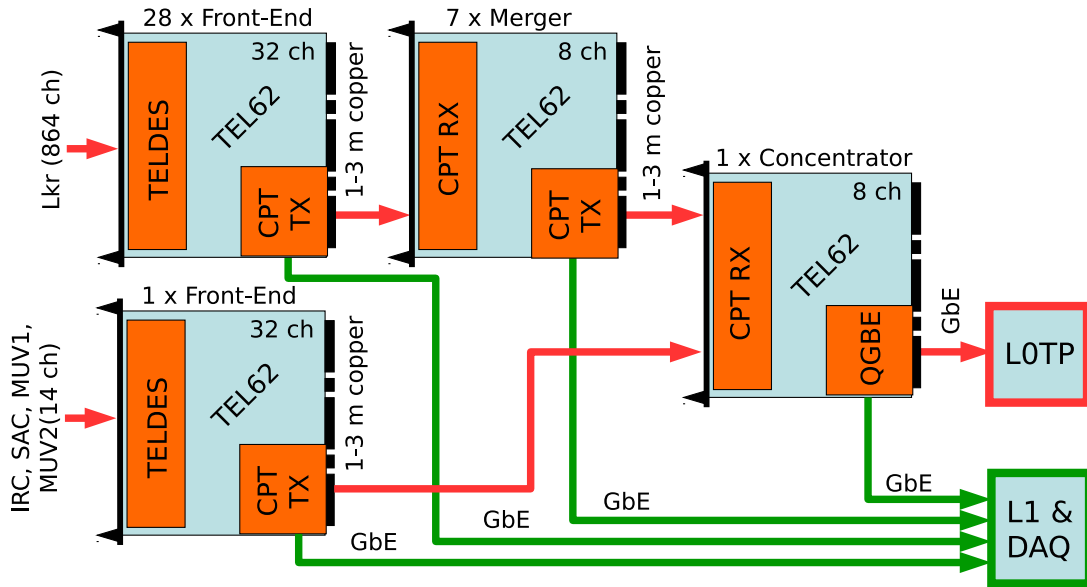 28 x Front-End
32 ch
TELDES
TEL62
CPT
TX
Lkr (864 ch)
1-3 m copper
7 x Merger
8 ch
CPT RX
TEL62
CPT
TX
1-3 m copper
1 x Concentrator
8 ch
CPT RX
TEL62
QGBE
GbE
L0TP
1 x Front-End
32 ch
TELDES
TEL62
CPT
TX
IRC, SAC, MUV1,
MUV2(14 ch)
1-3 m copper
GbE
GbE
GbE
GbE
L1 &
DAQ